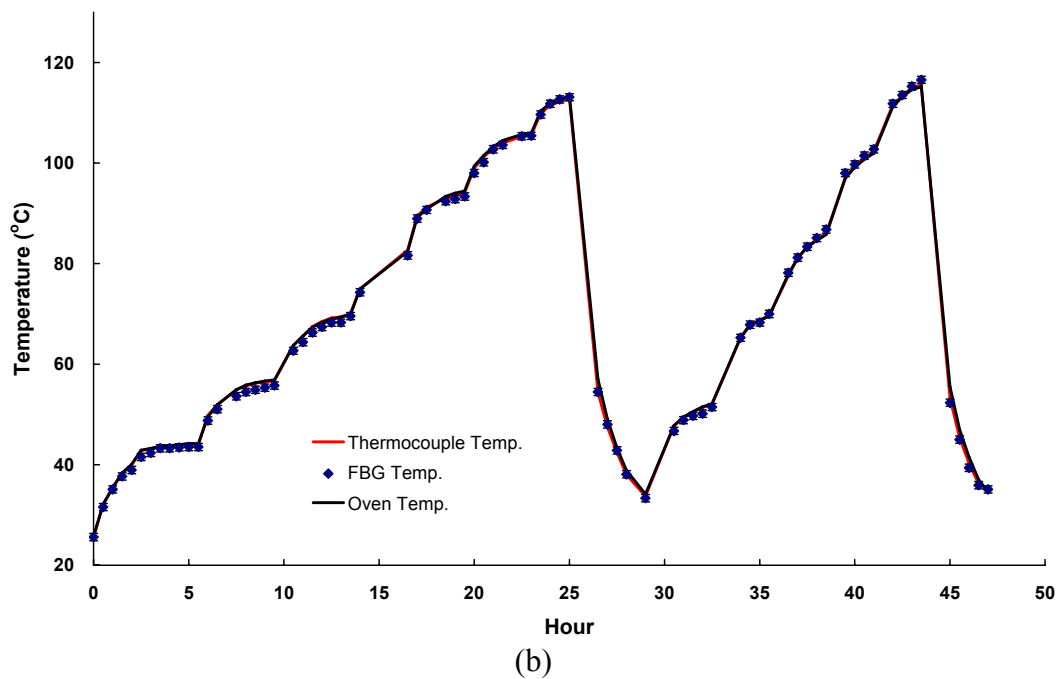 120
100
80
60
40
20
Temperature (°C)
Thermocouple Temp.
FBG Temp.
Oven Temp.
0 5 10 15 20 25 30 35 40 45 50
Hour
(b)